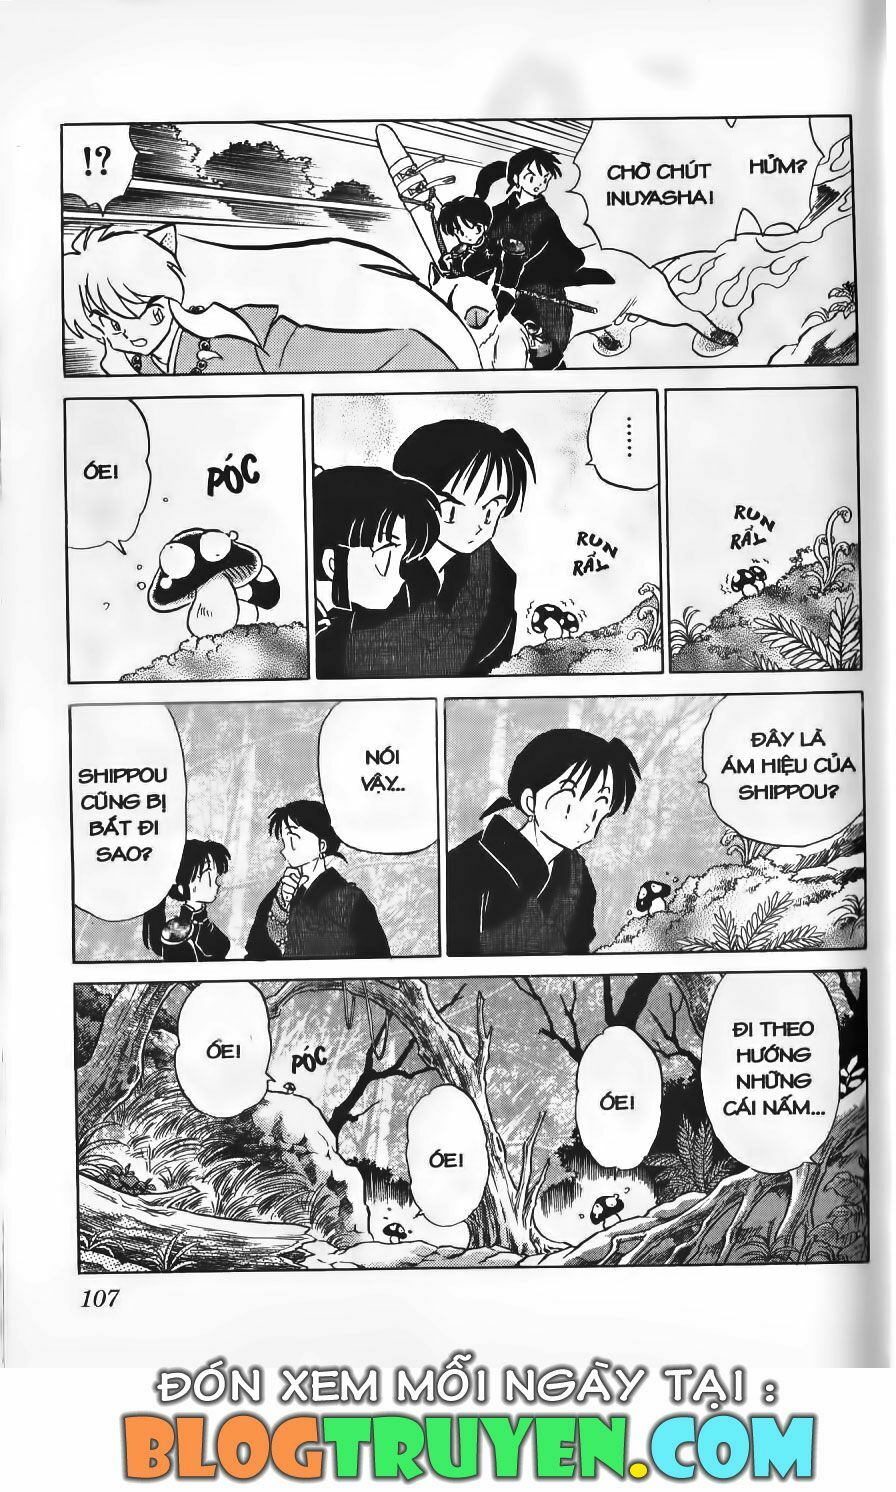 HỬM?
CHỜ CHÚT
INUYASHA!
!?
RUN
RẨY
.......
RUN
RẨY
PÓC
ÓE!
ĐÂY LÀ
ÁM HIỆU CỦA
SHIPPOU?
NÓI
VẬY...
SHIPPOU
CŨNG BỊ
BẮT ĐI
SAO?
ĐI THEO
HƯỚNG
NHỮNG
CÁI NẤM...
ÓE!
ÓE!
ÓE!
PÓC
107
ĐÓN XEM MỖI NGÀY TẠI :
BLOGTRUYEN.COM